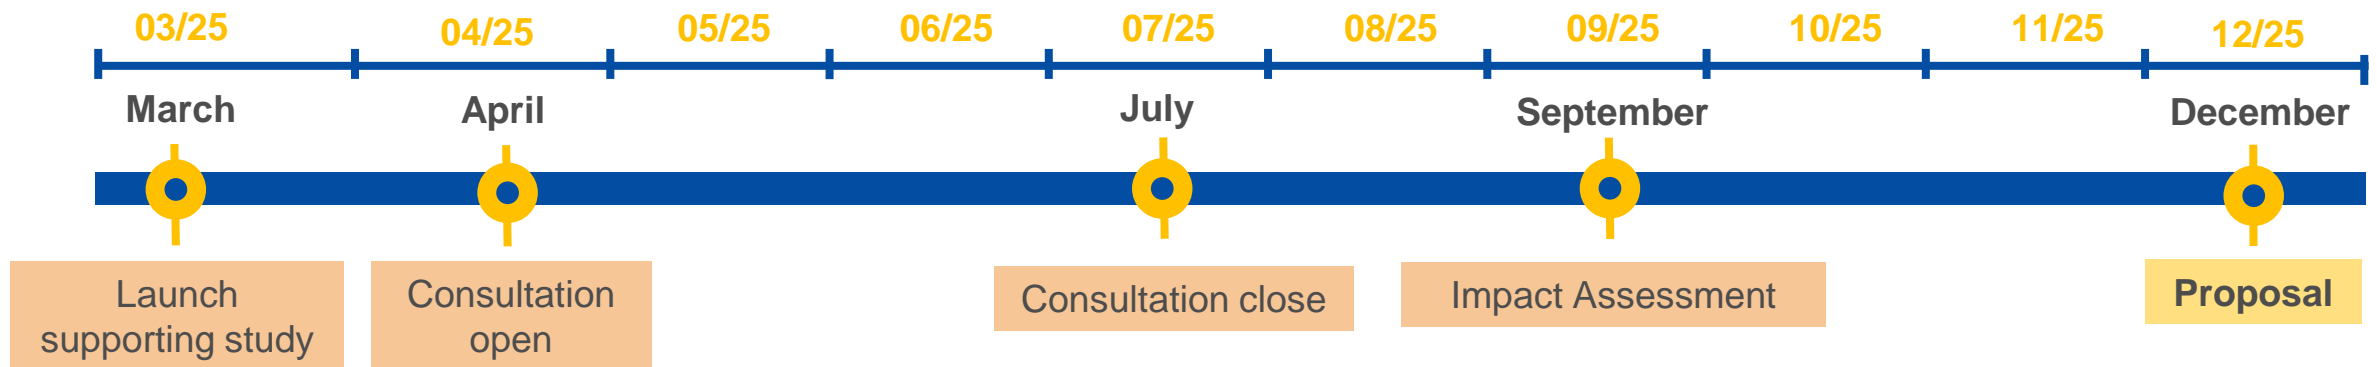 03/25 04/25 05/25 06/25 07/25 08/25 09/25 10/25 11/25 12/25
March April July September December
Launch
supporting study
Consultation
open
Consultation close
Impact Assessment
Proposal